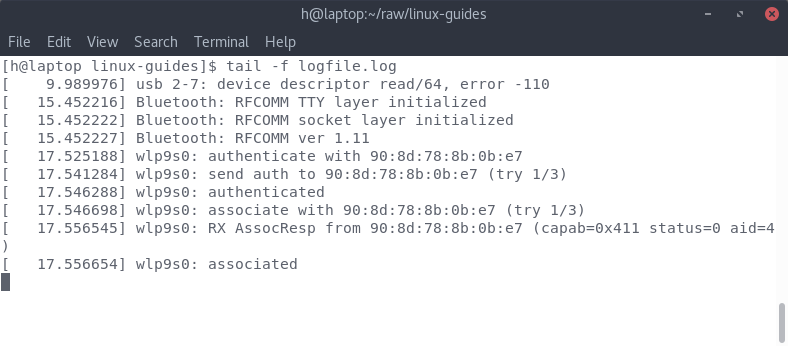 h@laptop:~/raw/linux-guides
File Edit View Search Terminal Help
[h@laptop linux-guides]$ tail -f logfile.log
[    9.989976] usb 2-7: device descriptor read/64, error -110
[   15.452216] Bluetooth: RFCOMM TTY layer initialized
[   15.452222] Bluetooth: RFCOMM socket layer initialized
[   15.452227] Bluetooth: RFCOMM ver 1.11
[   17.525188] wlp9s0: authenticate with 90:8d:78:8b:0b:e7
[   17.541284] wlp9s0: send auth to 90:8d:78:8b:0b:e7 (try 1/3)
[   17.546288] wlp9s0: authenticated
[   17.546698] wlp9s0: associate with 90:8d:78:8b:0b:e7 (try 1/3)
[   17.556545] wlp9s0: RX AssocResp from 90:8d:78:8b:0b:e7 (capab=0x411 status=0 aid=4
)
[   17.556654] wlp9s0: associated